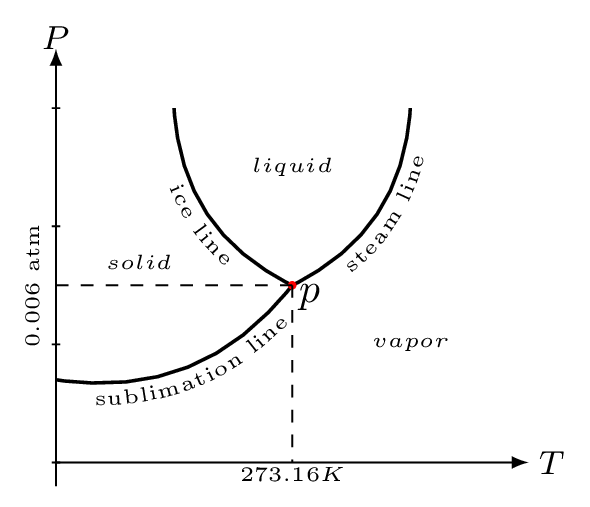 P
liquid
ice line
steam line
solid
0.006 atm
p
vapor
sublimation line
273.16K
T